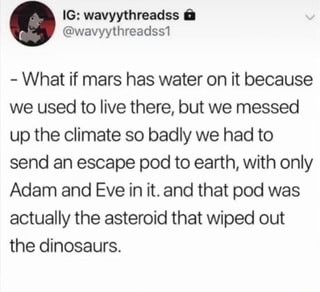 IG: wavyythreadss 🔒
@wavyythreadss1
- What if mars has water on it because
we used to live there, but we messed
up the climate so badly we had to
send an escape pod to earth, with only
Adam and Eve in it. and that pod was
actually the asteroid that wiped out
the dinosaurs.